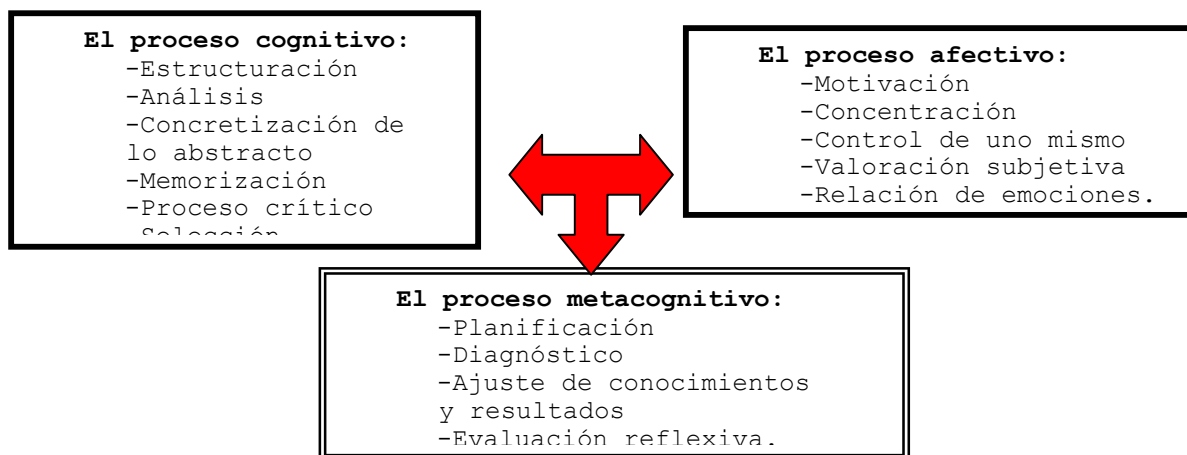 El proceso cognitivo:
-Estructuración
-Análisis
-Concretización de
lo abstracto
-Memorización
-Proceso crítico
-Selección
El proceso afectivo:
-Motivación
-Concentración
-Control de uno mismo
-Valoración subjetiva
-Relación de emociones.
El proceso metacognitivo:
-Planificación
-Diagnóstico
-Ajuste de conocimientos
y resultados
-Evaluación reflexiva.